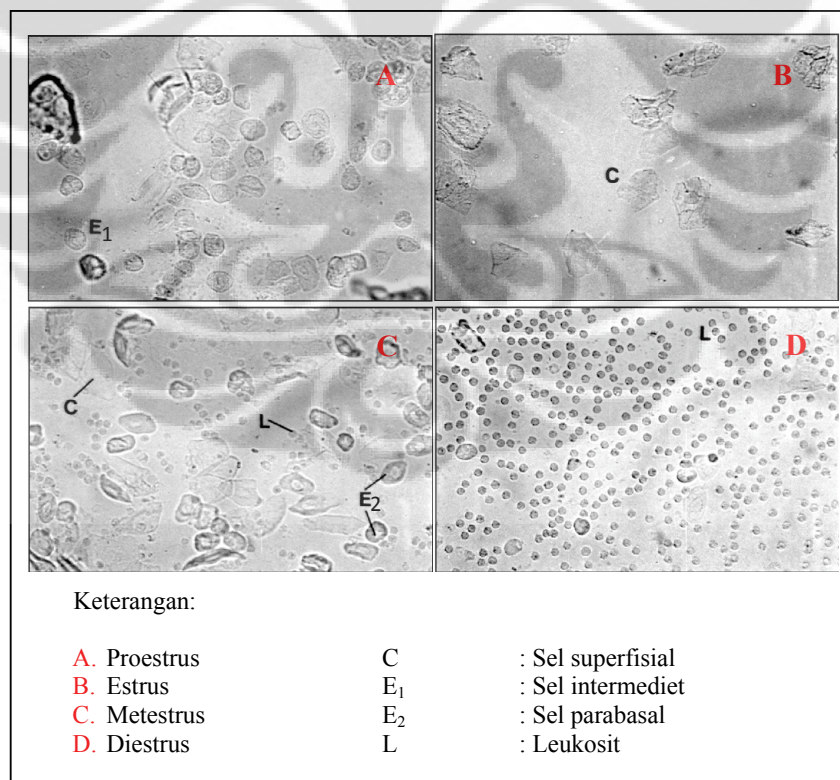 A
B
E₁
C
C
D
C
L
L
E₂
Keterangan:
A. Proestrus C : Sel superfisial
B. Estrus E₁ : Sel intermediet
C. Metestrus E₂ : Sel parabasal
D. Diestrus L : Leukosit